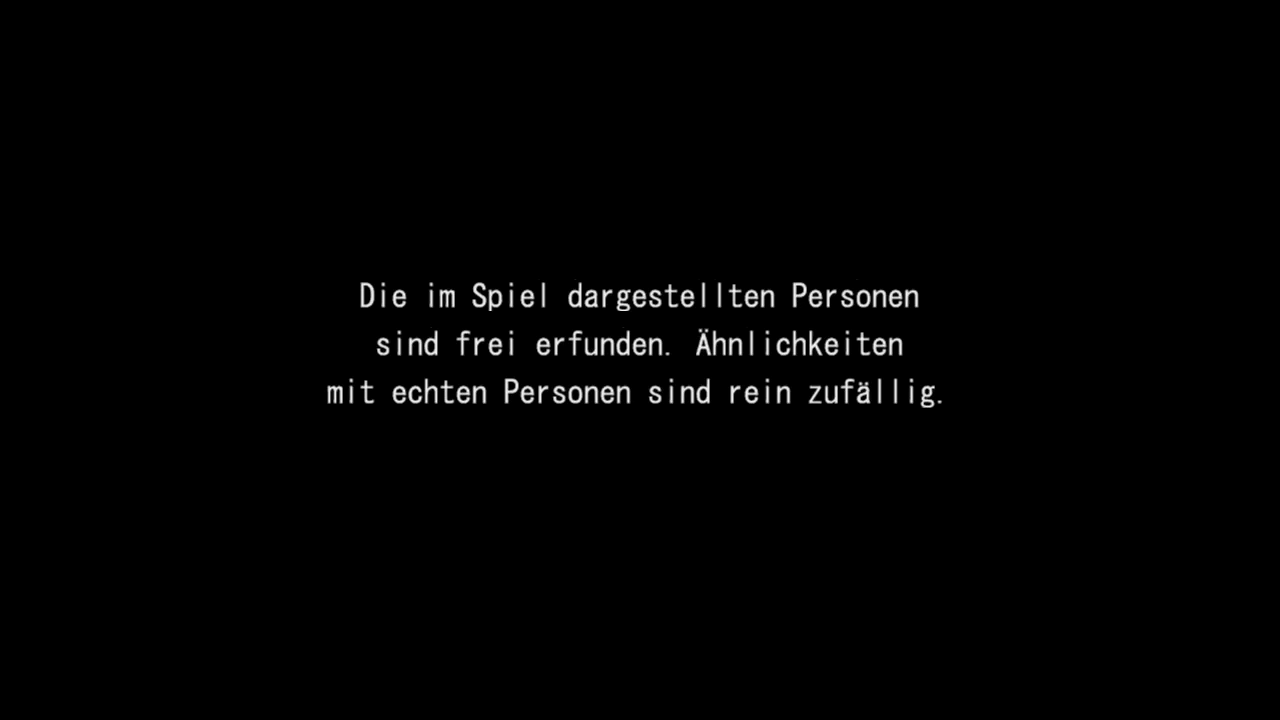 Die im Spiel dargestellten Personen
sind frei erfunden. Ähnlichkeiten
mit echten Personen sind rein zufällig.